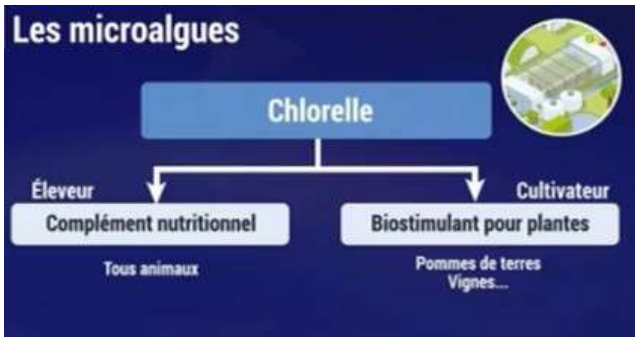 Les microalgues
Chlorelle
Éleveur
Complément nutritionnel
Tous animaux
Cultivateur
Biostimulant pour plantes
Pommes de terres
Vignes...